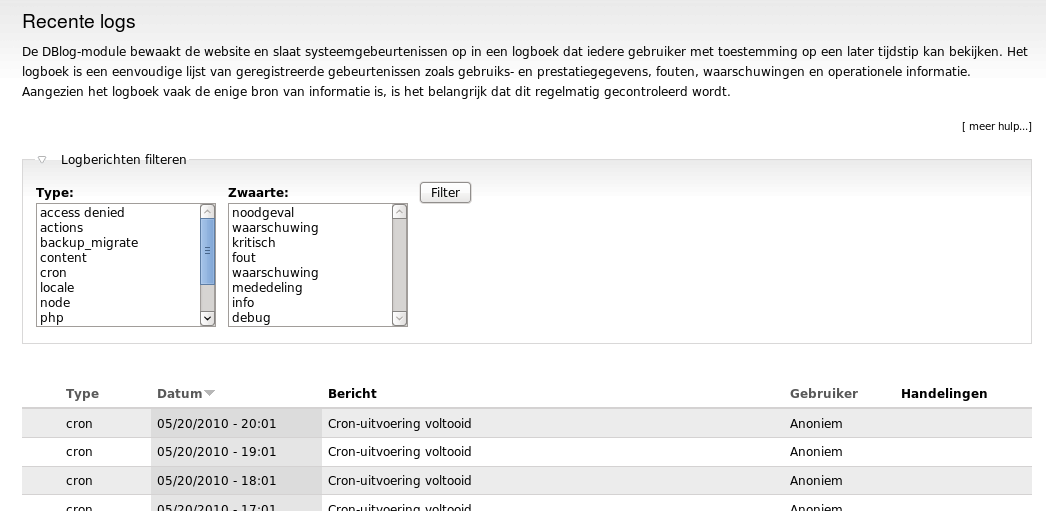 Recente logs
De DBlog-module bewaakt de website en slaat systeemgebeurtenissen op in een logboek dat iedere gebruiker met toestemming op een later tijdstip kan bekijken. Het
logboek is een eenvoudige lijst van geregistreerde gebeurtenissen zoals gebruiks- en prestatiegegevens, fouten, waarschuwingen en operationele informatie.
Aangezien het logboek vaak de enige bron van informatie is, is het belangrijk dat dit regelmatig gecontroleerd wordt.
[ meer hulp...]
Logberichten filteren
Type:
access denied
actions
backup_migrate
content
cron
locale
node
php
Zwaarte:
noodgeval
waarschuwing
kritisch
fout
waarschuwing
mededeling
info
debug
Filter
Type Datum Bericht Gebruiker Handelingen
cron 05/20/2010 - 20:01 Cron-uitvoering voltooid Anoniem
cron 05/20/2010 - 19:01 Cron-uitvoering voltooid Anoniem
cron 05/20/2010 - 18:01 Cron-uitvoering voltooid Anoniem
cron 05/20/2010 - 17:01 Cron-uitvoering voltooid Anoniem